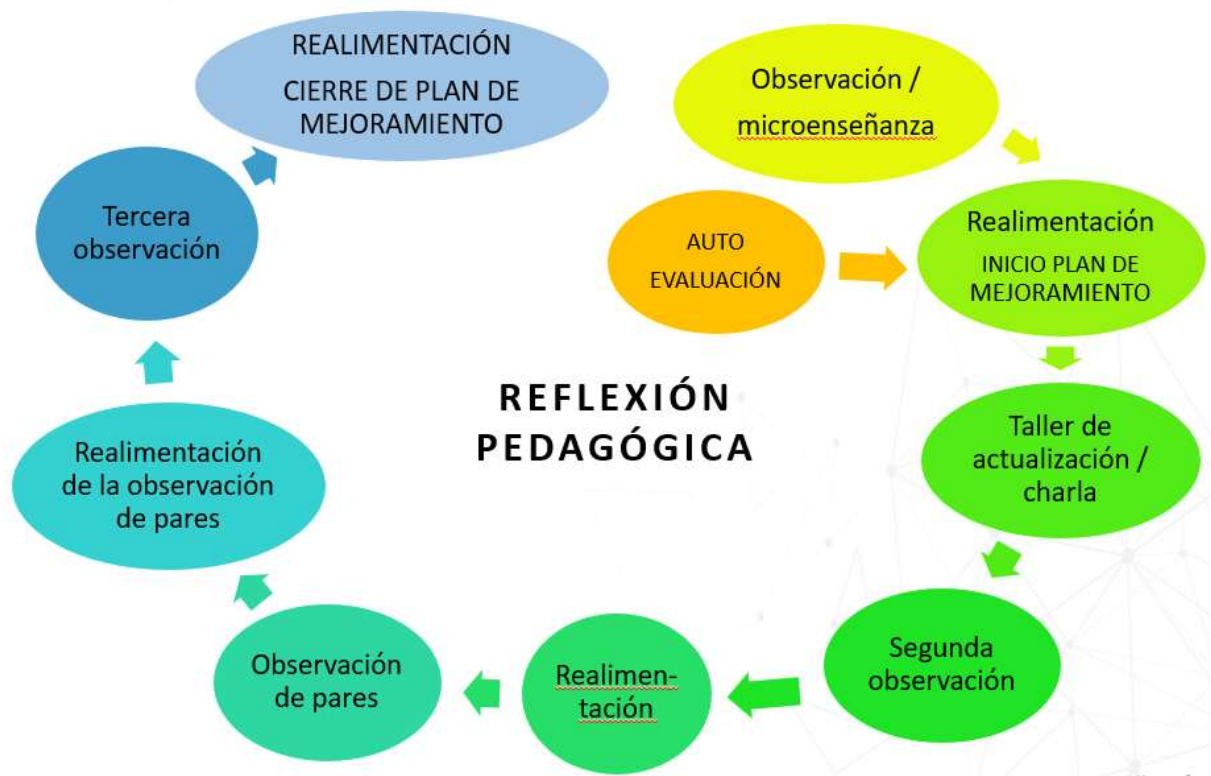 Observación /
microenseñanza
AUTO
EVALUACIÓN
Realimentación
INICIO PLAN DE
MEJORAMIENTO
Taller de
actualización /
charla
Segunda
observación
Realimen-
tación
Observación
de pares
Realimentación
de la observación
de pares
Tercera
observación
REALIMENTACIÓN
CIERRE DE PLAN DE
MEJORAMIENTO
REFLEXIÓN
PEDAGÓGICA